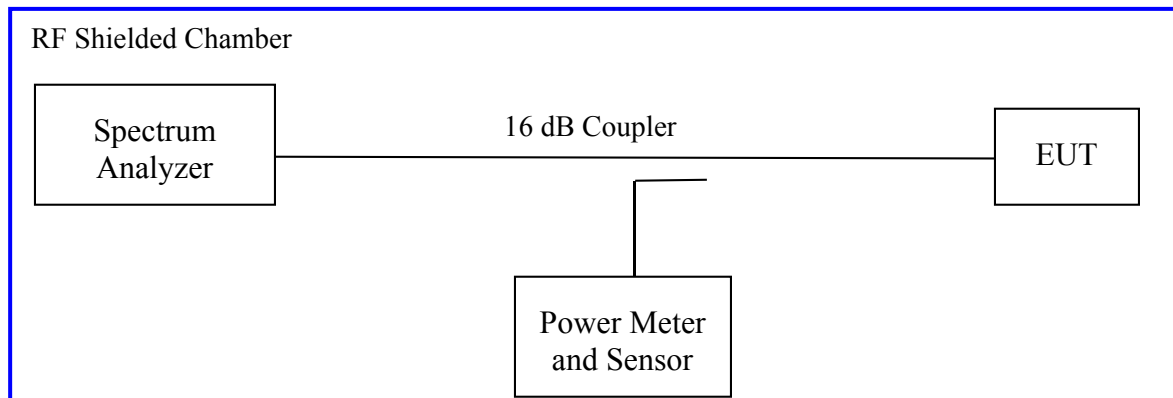 RF Shielded Chamber
Spectrum
Analyzer
16 dB Coupler
EUT
Power Meter
and Sensor